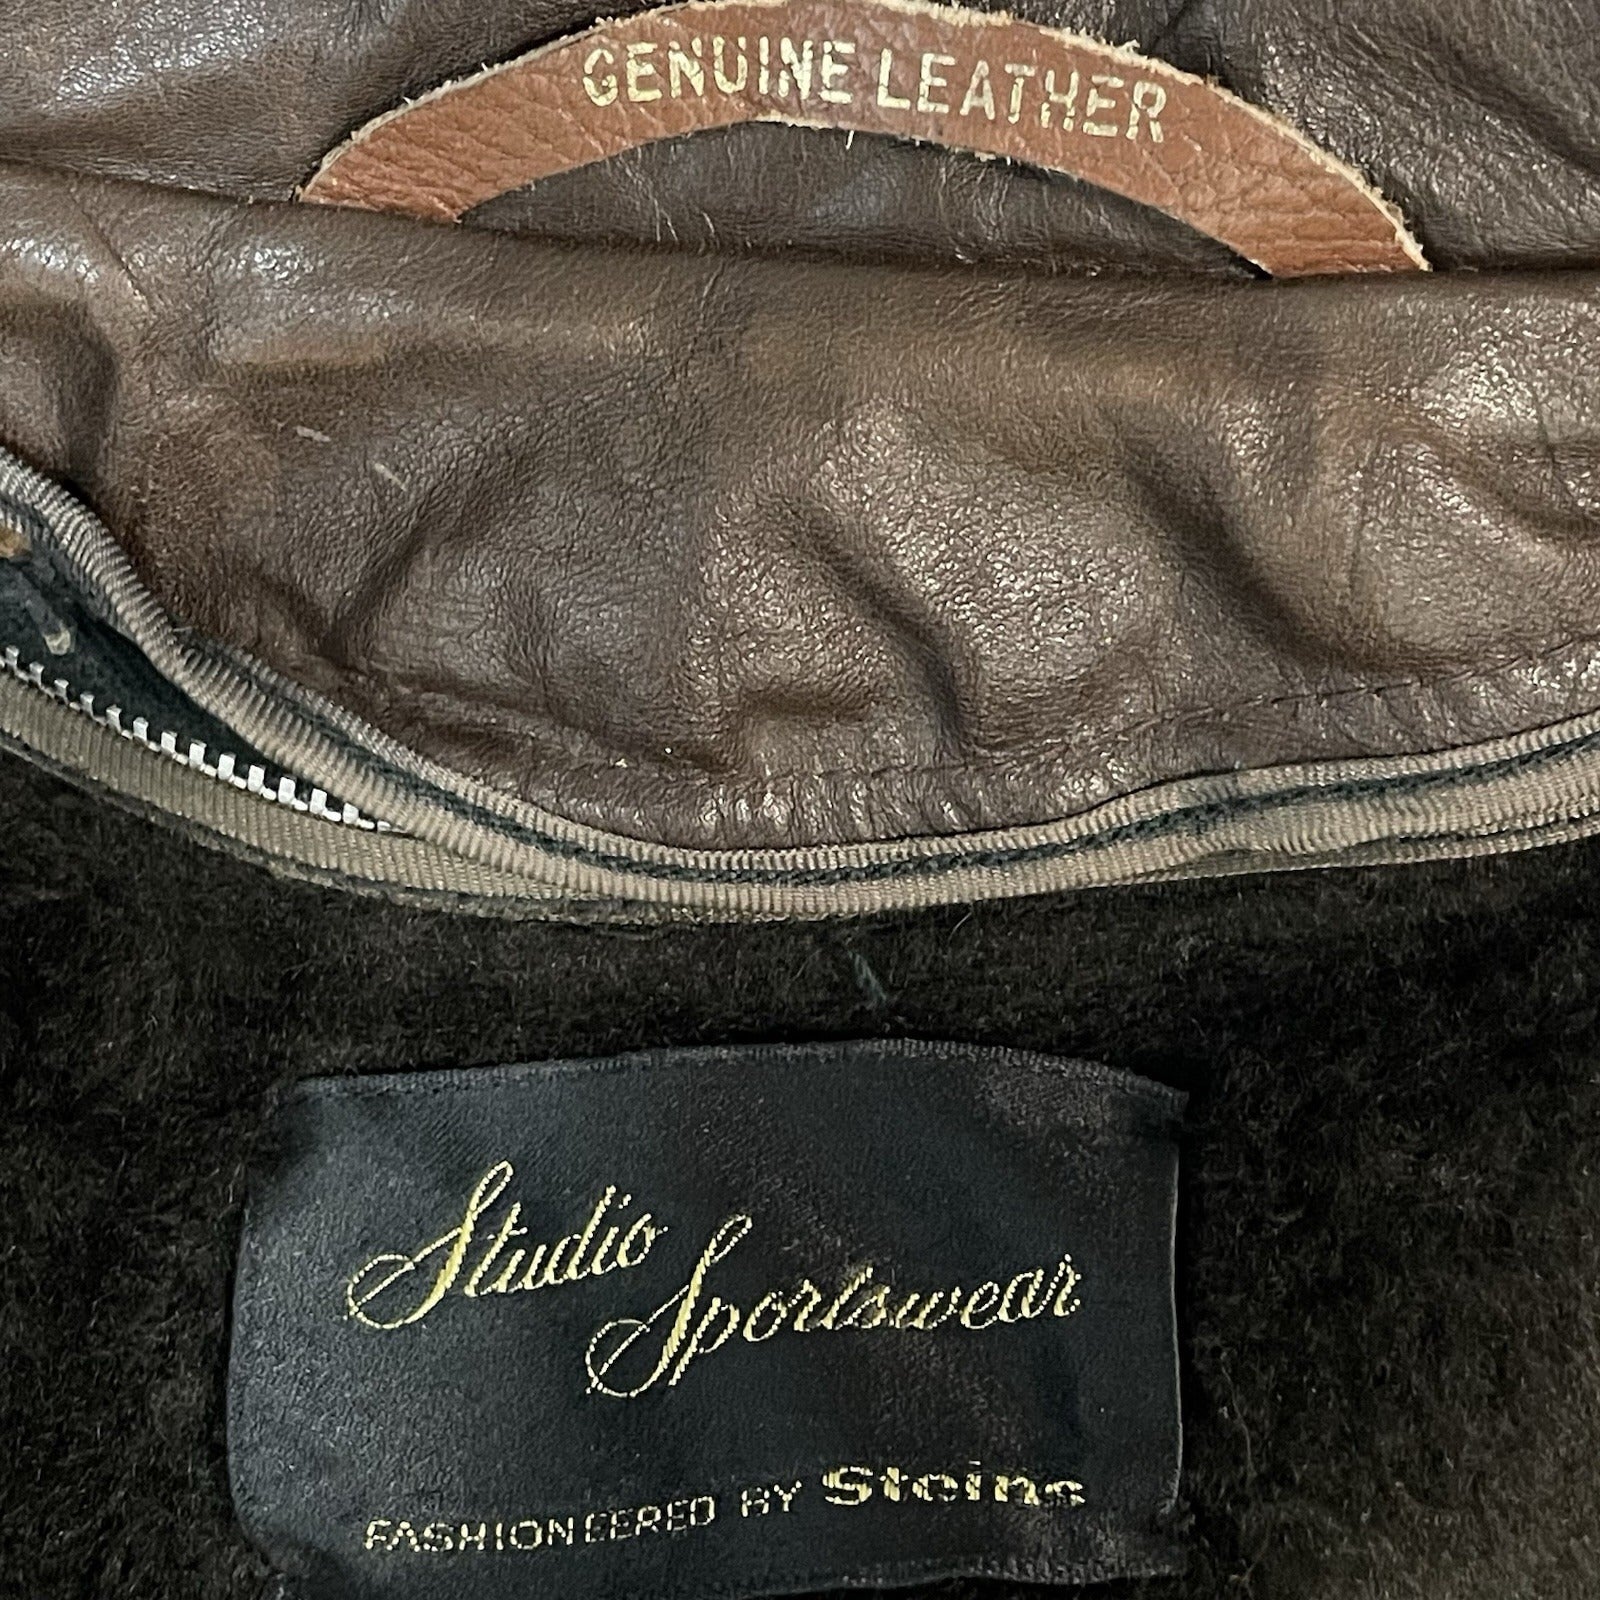 GENUINE LEATHER
Studio
Sportswear
FASHIONEERED BY Steins